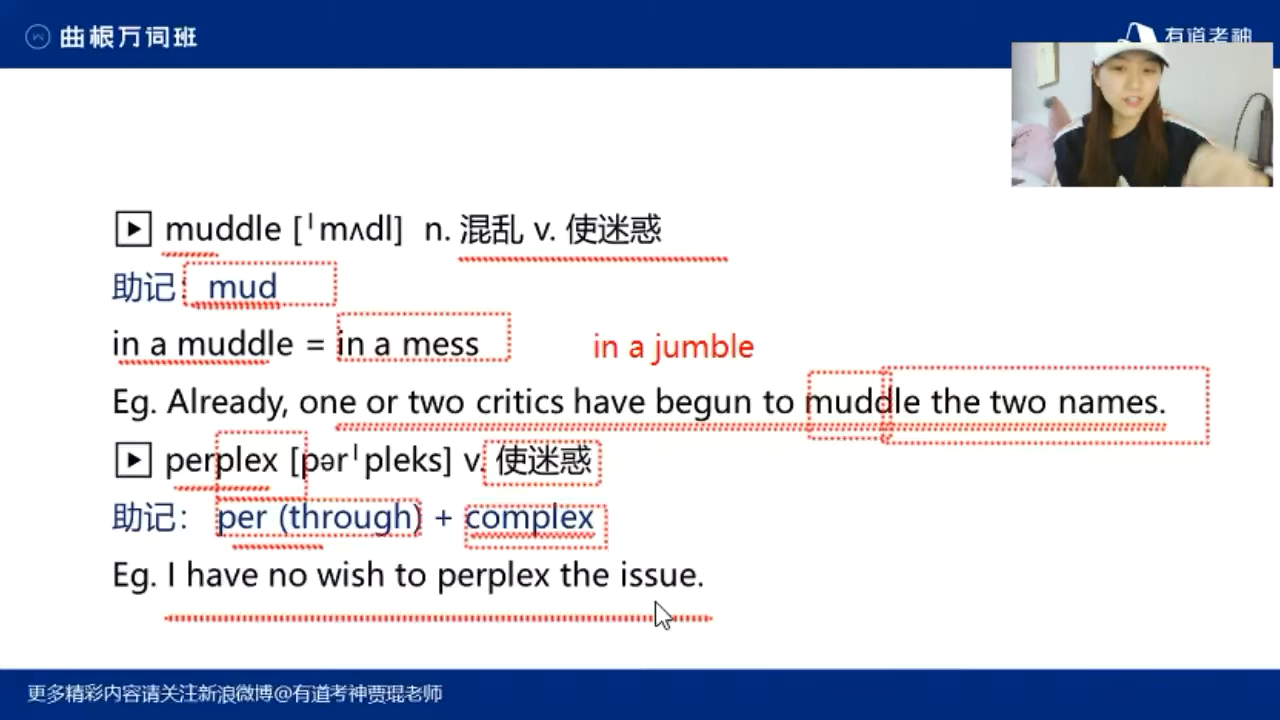 曲根万词班
有道考神
muddle [ˈmʌdl] n. 混乱 v. 使迷惑
助记: mud
in a muddle = in a mess in a jumble
Eg. Already, one or two critics have begun to muddle the two names.
perplex [pərˈpleks] v. 使迷惑
助记: per (through) + complex
Eg. I have no wish to perplex the issue.
更多精彩内容请关注新浪微博@有道考神贾琨老师